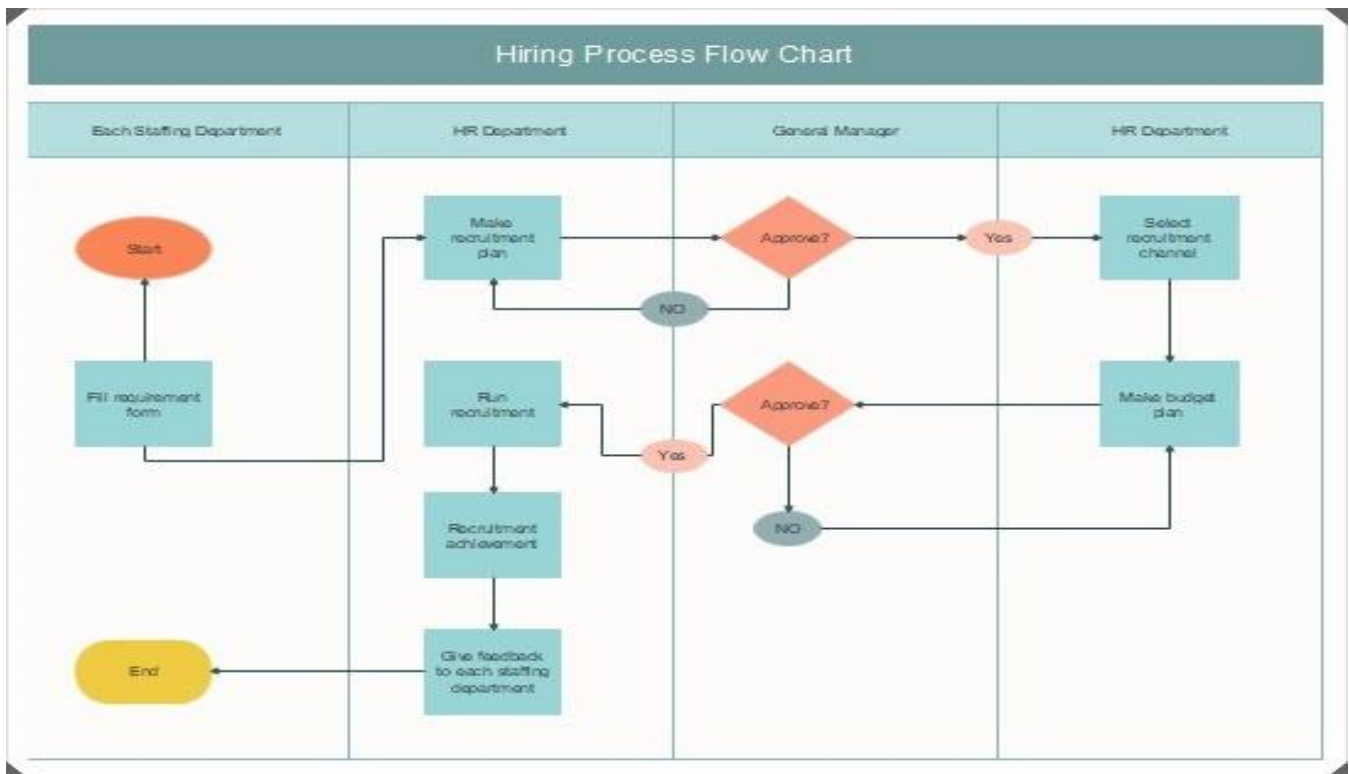 Hiring Process Flow Chart
Each Staffing Department
HR Department
General Manager
HR Department
Start
Make
recruitment
plan
Approve?
Yes
Select
recruitment
channel
NO
Fill requirement
form
Run
recruitment
Approve?
Make budget
plan
Yes
Recruitment
achievement
NO
Give feedback
to each staffing
department
End